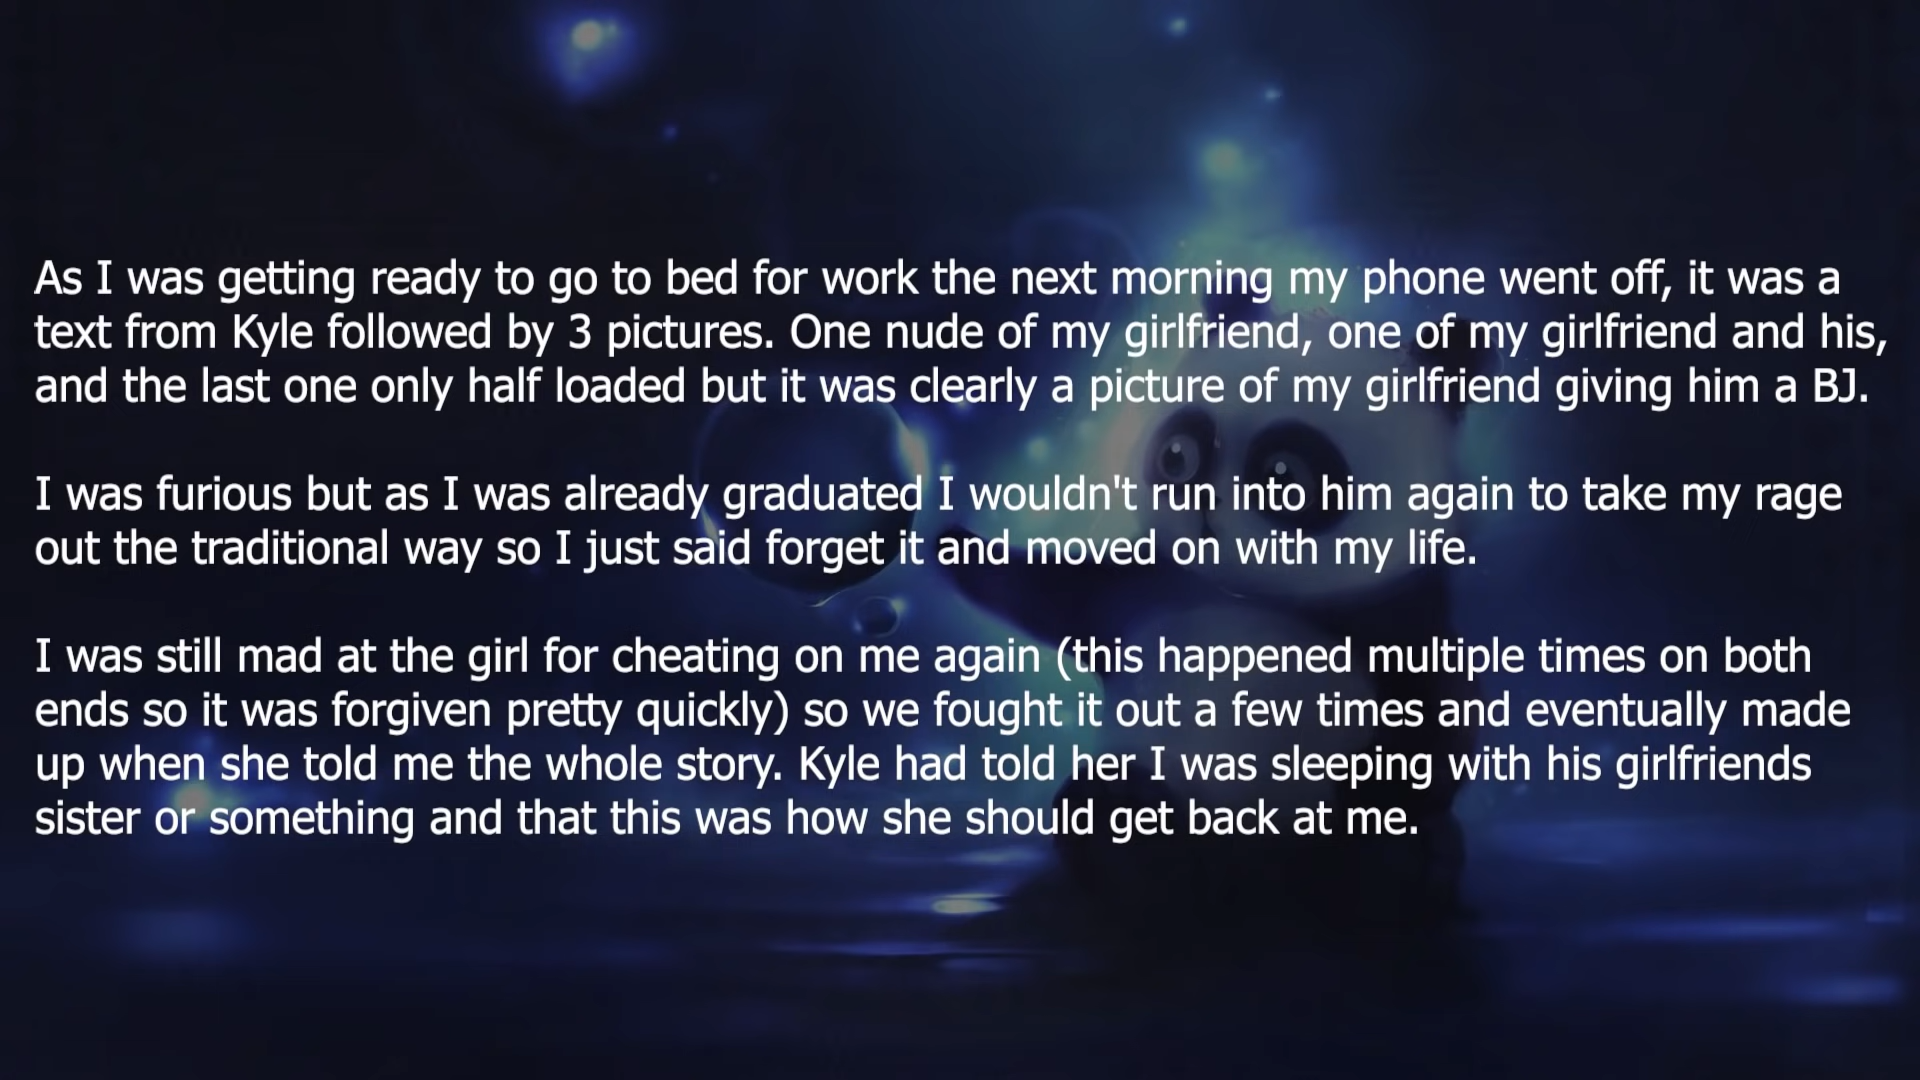 As I was getting ready to go to bed for work the next morning my phone went off, it was a
text from Kyle followed by 3 pictures. One nude of my girlfriend, one of my girlfriend and his,
and the last one only half loaded but it was clearly a picture of my girlfriend giving him a BJ.
I was furious but as I was already graduated I wouldn't run into him again to take my rage
out the traditional way so I just said forget it and moved on with my life.
I was still mad at the girl for cheating on me again (this happened multiple times on both
ends so it was forgiven pretty quickly) so we fought it out a few times and eventually made
up when she told me the whole story. Kyle had told her I was sleeping with his girlfriends
sister or something and that this was how she should get back at me.